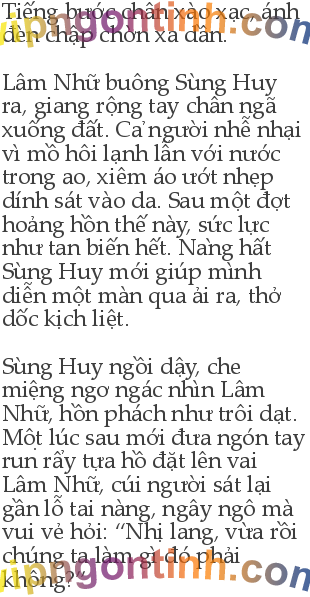 Tiếng bước chân xào xạc, ánh
đèn chập chờn xa dần.
Lâm Nhữ buông Sùng Huy
ra, giang rộng tay chân ngã
xuống đất. Cả người nhễ nhại
vì mồ hôi lạnh lẫn với nước
trong ao, xiêm áo ướt nhẹp
dính sát vào da. Sau một đợt
hoảng hồn thế này, sức lực
như tan biến hết. Nàng hất
Sùng Huy mới giúp mình
diễn một màn qua ải ra, thở
dốc kịch liệt.
Sùng Huy ngồi dậy, che
miệng ngơ ngác nhìn Lâm
Nhữ, hồn phách như trôi dạt.
Một lúc sau mới đưa ngón tay
run rẩy tựa hồ đặt lên vai
Lâm Nhữ, cúi người sát lại
gần lỗ tai nàng, ngây ngô mà
vui vẻ hỏi: “Nhị lang, vừa rồi
chúng ta làm gì đó phải
không?”
vipngontinh.com
vipngontinh.com